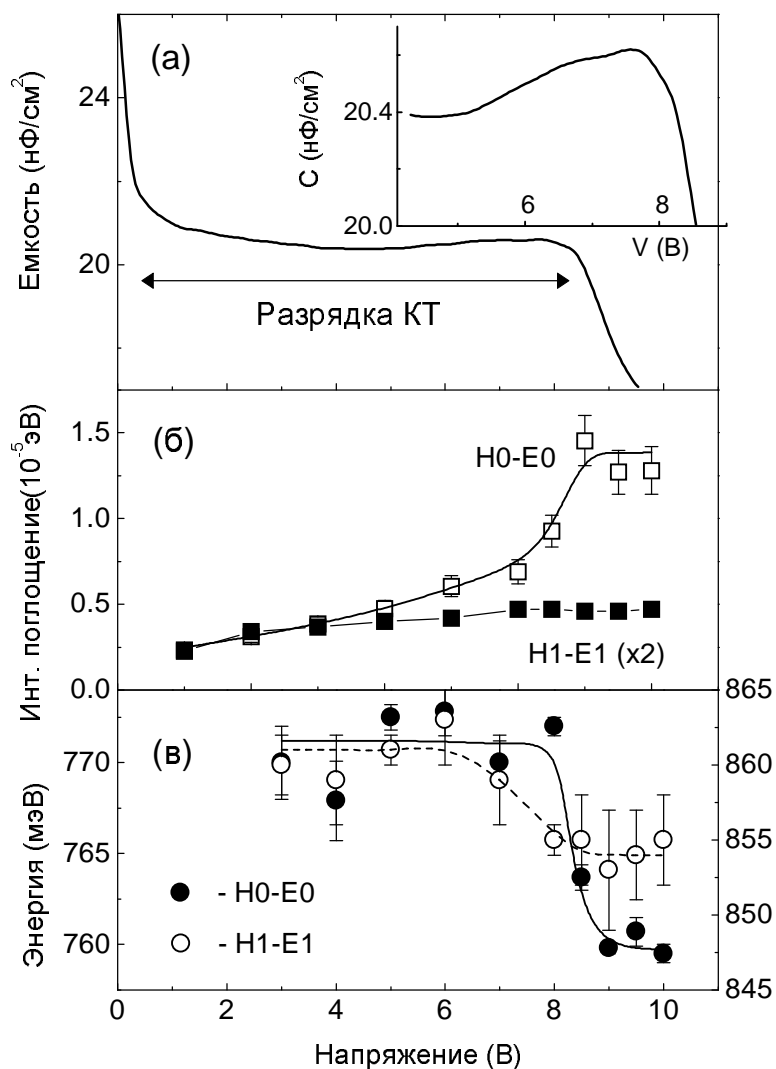 (а)
Емкость (нФ/см²)
24
20
C (нФ/см²)
20.4
20.0
6
8
V (В)
Разрядка КТ
(б)
Инт. поглощение(10⁻⁵эВ)
1.5
1.0
0.5
0.0
H0-E0
H1-E1 (x2)
(в)
Энергия (мэВ)
770
765
760
865
860
855
850
845
- H0-E0
- H1-E1
0
2
4
6
8
10
Напряжение (В)